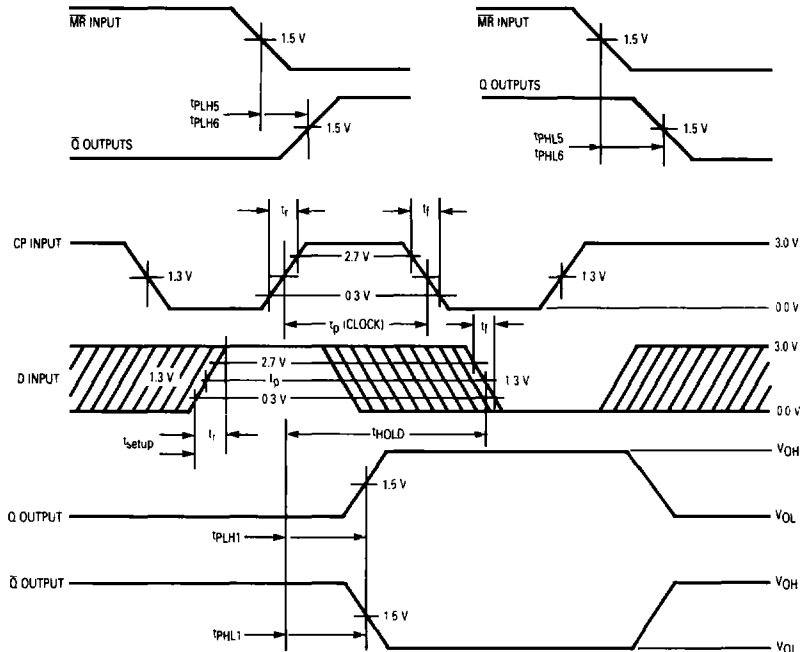 M̅R̅ INPUT
1.5 V
tPLH5
tPLH6
1.5 V
Q̅ OUTPUTS
M̅R̅ INPUT
1.5 V
Q OUTPUTS
tPHL5
tPHL6
1.5 V
tr
tf
CP INPUT
3.0 V
2.7 V
1.3 V
1.3 V
0.3 V
0.0 V
tp (CLOCK)
tf
3.0 V
2.7 V
D INPUT
1.3 V
tp
1.3 V
0.3 V
0.0 V
tsetup
tr
tHOLD
VOH
1.5 V
Q OUTPUT
VOL
tPLH1
Q̅ OUTPUT
VOH
1.5 V
tPHL1
VOL